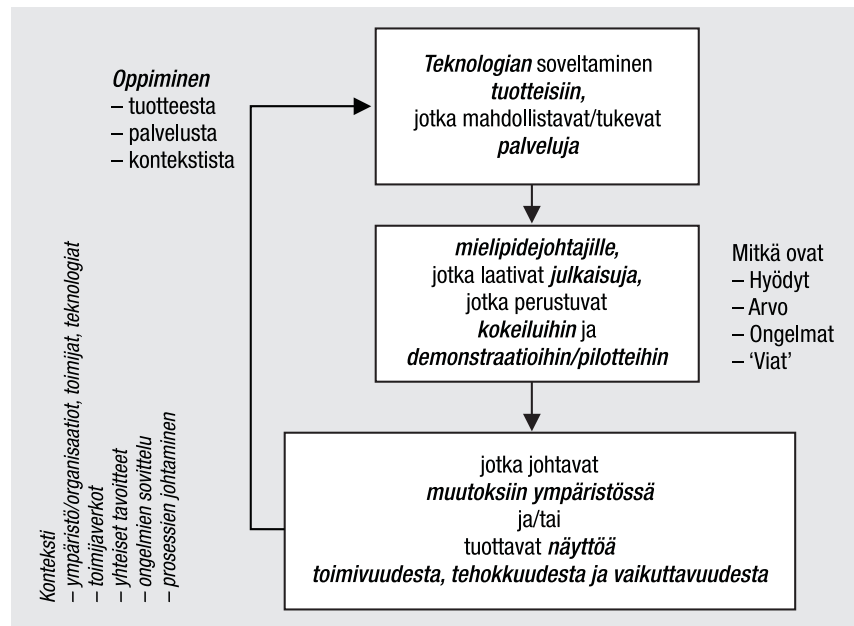 Oppiminen
– tuotteesta
– palvelusta
– kontekstista
Teknologian soveltaminen
tuotteisiin,
jotka mahdollistavat/tukevat
palveluja
mielipidejohtajille,
jotka laativat julkaisuja,
jotka perustuvat
kokeiluihin ja
demonstraatioihin/pilotteihin
Mitkä ovat
– Hyödyt
– Arvo
– Ongelmat
– ‘Viat’
jotka johtavat
muutoksiin ympäristössä
ja/tai
tuottavat näyttöä
toimivuudesta, tehokkuudesta ja vaikuttavuudesta
Konteksti
– ympäristö/organisaatiot, toimijat, teknologiat
– toimijaverkot
– yhteiset tavoitteet
– ongelmien sovittelu
– prosessien johtaminen